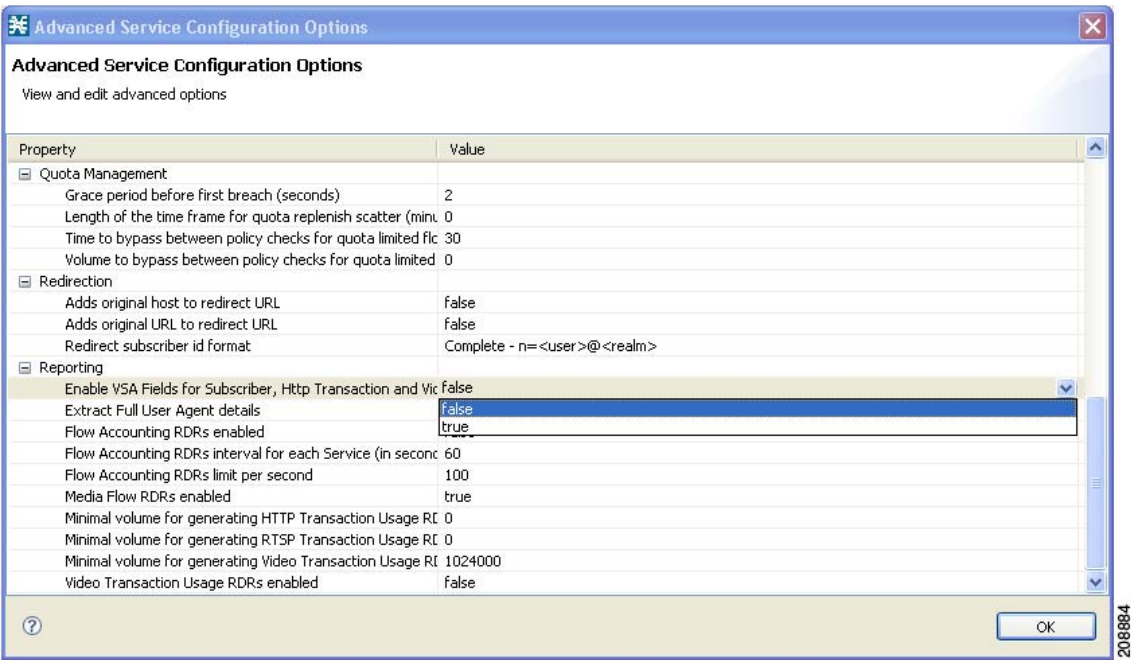 Advanced Service Configuration Options
Advanced Service Configuration Options
View and edit advanced options
Property Value
Quota Management
Grace period before first breach (seconds) 2
Length of the time frame for quota replenish scatter (minu 0
Time to bypass between policy checks for quota limited flc 30
Volume to bypass between policy checks for quota limited 0
Redirection
Adds original host to redirect URL false
Adds original URL to redirect URL false
Redirect subscriber id format Complete - n=<user>@<realm>
Reporting
Enable VSA Fields for Subscriber, Http Transaction and Vic false
Extract Full User Agent details false
Flow Accounting RDRs enabled true
Flow Accounting RDRs interval for each Service (in second 60
Flow Accounting RDRs limit per second 100
Media Flow RDRs enabled true
Minimal volume for generating HTTP Transaction Usage RD 0
Minimal volume for generating RTSP Transaction Usage RD 0
Minimal volume for generating Video Transaction Usage RD 1024000
Video Transaction Usage RDRs enabled false
OK
208884